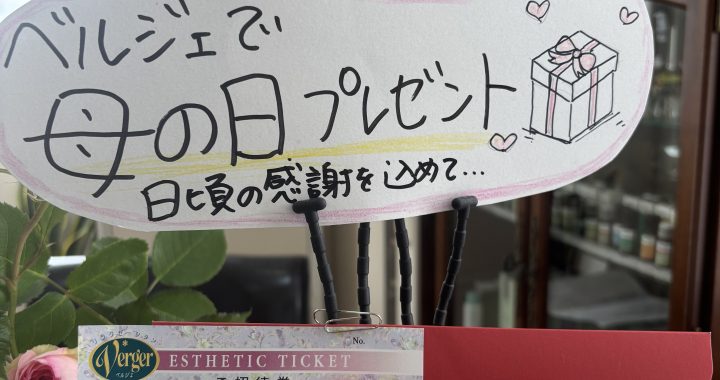 ベルジェで
母の日プレゼント
日頃の感謝を込めて…
No.
Verger
ベルジェ
ESTHETIC TICKET